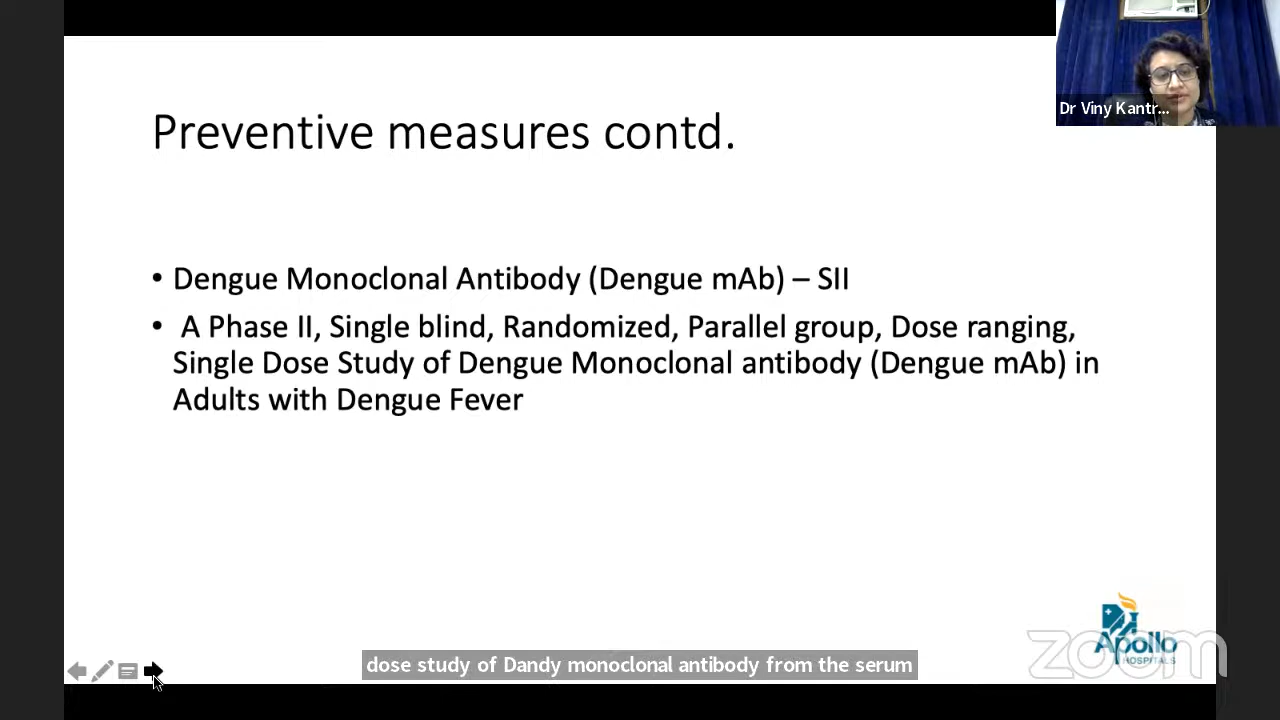 Dr Viny Kantr...
Preventive measures contd.
• Dengue Monoclonal Antibody (Dengue mAb) – SII
• A Phase II, Single blind, Randomized, Parallel group, Dose ranging,
Single Dose Study of Dengue Monoclonal antibody (Dengue mAb) in
Adults with Dengue Fever
Apollo
HOSPITALS
zoom
dose study of Dandy monoclonal antibody from the serum